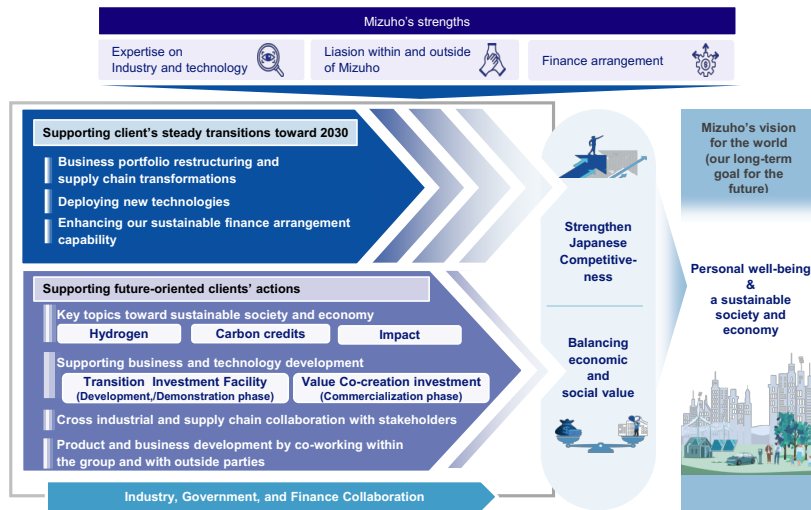 Mizuho's strengths
Expertise on
Industry and technology
Liasion within and outside
of Mizuho
Finance arrangement
Supporting client's steady transitions toward 2030
Business portfolio restructuring and
supply chain transformations
Deploying new technologies
Enhancing our sustainable finance arrangement
capability
Supporting future-oriented clients' actions
Key topics toward sustainable society and economy
Hydrogen
Carbon credits
Impact
Supporting business and technology development
Transition Investment Facility
(Development,/Demonstration phase)
Value Co-creation investment
(Commercialization phase)
Cross industrial and supply chain collaboration with stakeholders
Product and business development by co-working within
the group and with outside parties
Industry, Government, and Finance Collaboration
Strengthen
Japanese
Competitive-
ness
Balancing
economic
and
social value
Mizuho's vision
for the world
(our long-term
goal for the
future)
Personal well-being
&
a sustainable
society and
economy